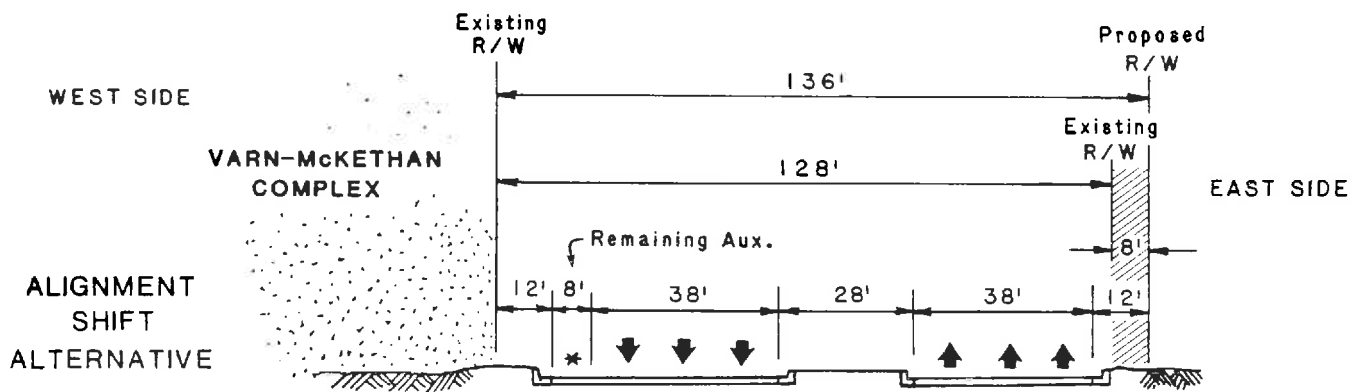 Existing
R/W
Proposed
R/W
WEST SIDE
136'
Existing
R/W
VARN-McKETHAN
COMPLEX
128'
EAST SIDE
Remaining Aux.
8'
ALIGNMENT
SHIFT
ALTERNATIVE
12' 8' 38' 28' 38' 12'
*